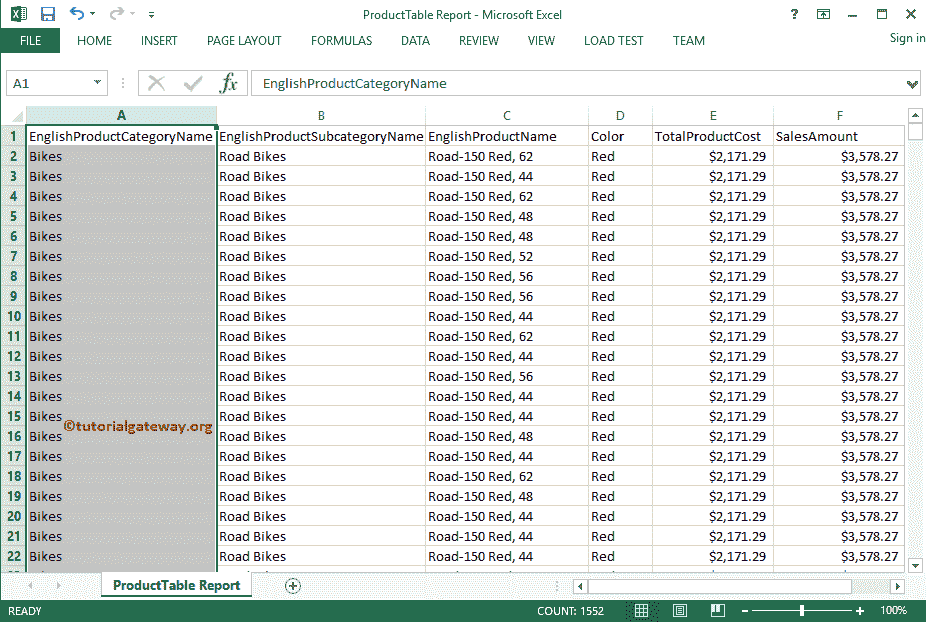 ProductTable Report - Microsoft Excel
?
FILE HOME INSERT PAGE LAYOUT FORMULAS DATA REVIEW VIEW LOAD TEST TEAM Sign in
A1 fx EnglishProductCategoryName
A B C D E F
1 EnglishProductCategoryName EnglishProductSubcategoryName EnglishProductName Color TotalProductCost SalesAmount
2 Bikes Road Bikes Road-150 Red, 62 Red $2,171.29 $3,578.27
3 Bikes Road Bikes Road-150 Red, 44 Red $2,171.29 $3,578.27
4 Bikes Road Bikes Road-150 Red, 62 Red $2,171.29 $3,578.27
5 Bikes Road Bikes Road-150 Red, 48 Red $2,171.29 $3,578.27
6 Bikes Road Bikes Road-150 Red, 48 Red $2,171.29 $3,578.27
7 Bikes Road Bikes Road-150 Red, 52 Red $2,171.29 $3,578.27
8 Bikes Road Bikes Road-150 Red, 56 Red $2,171.29 $3,578.27
9 Bikes Road Bikes Road-150 Red, 56 Red $2,171.29 $3,578.27
10 Bikes Road Bikes Road-150 Red, 44 Red $2,171.29 $3,578.27
11 Bikes Road Bikes Road-150 Red, 62 Red $2,171.29 $3,578.27
12 Bikes Road Bikes Road-150 Red, 44 Red $2,171.29 $3,578.27
13 Bikes Road Bikes Road-150 Red, 56 Red $2,171.29 $3,578.27
14 Bikes Road Bikes Road-150 Red, 44 Red $2,171.29 $3,578.27
15 Bikes Road Bikes Road-150 Red, 44 Red $2,171.29 $3,578.27
©tutorialgateway.org
16 Bikes Road Bikes Road-150 Red, 48 Red $2,171.29 $3,578.27
17 Bikes Road Bikes Road-150 Red, 44 Red $2,171.29 $3,578.27
18 Bikes Road Bikes Road-150 Red, 62 Red $2,171.29 $3,578.27
19 Bikes Road Bikes Road-150 Red, 48 Red $2,171.29 $3,578.27
20 Bikes Road Bikes Road-150 Red, 44 Red $2,171.29 $3,578.27
21 Bikes Road Bikes Road-150 Red, 44 Red $2,171.29 $3,578.27
22 Bikes Road Bikes Road-150 Red, 44 Red $2,171.29 $3,578.27
ProductTable Report
READY COUNT: 1552 100%